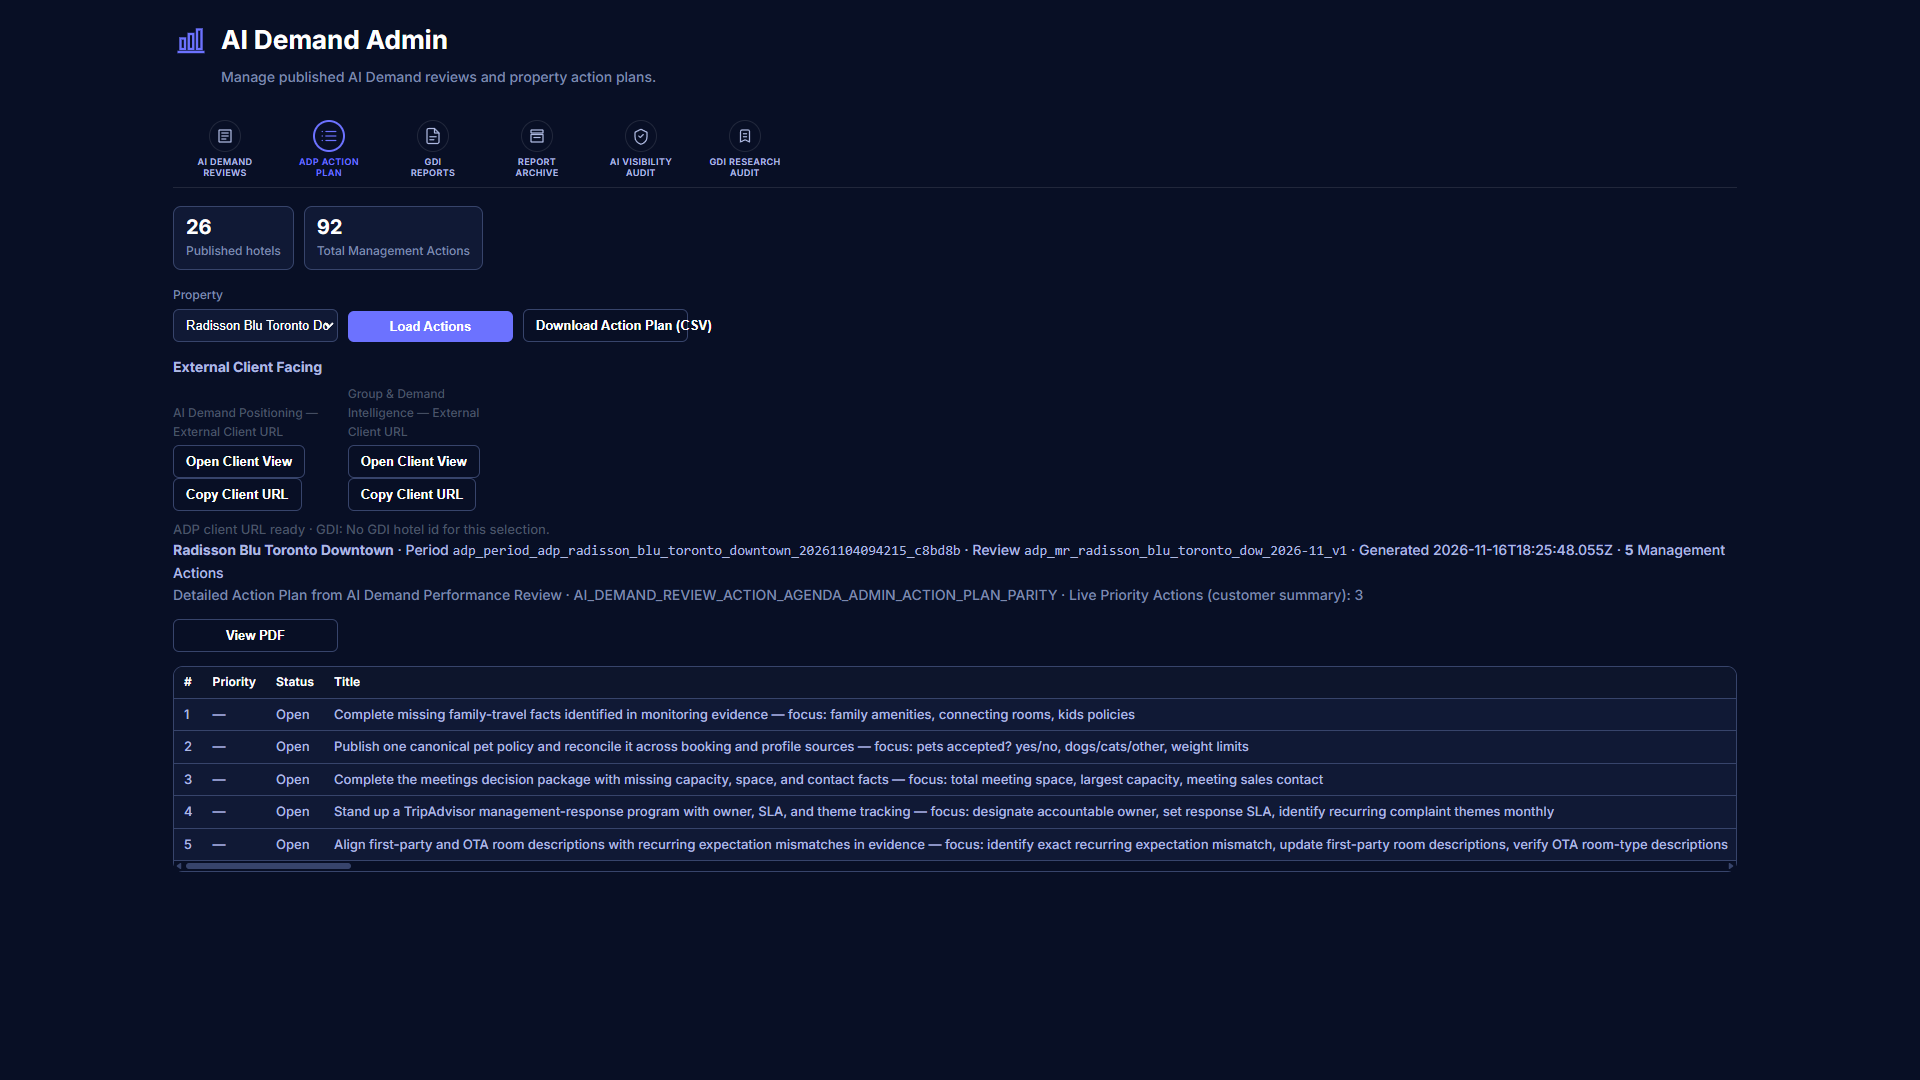 AI Demand Admin
Manage published AI Demand reviews and property action plans.
AI DEMAND
REVIEWS
ADP ACTION
PLAN
GDI
REPORTS
REPORT
ARCHIVE
AI VISIBILITY
AUDIT
GDI RESEARCH
AUDIT
26
Published hotels
92
Total Management Actions
Property
Radisson Blu Toronto Do
Load Actions
Download Action Plan (CSV)
External Client Facing
AI Demand Positioning —
External Client URL
Open Client View
Copy Client URL
Group & Demand
Intelligence — External
Client URL
Open Client View
Copy Client URL
ADP client URL ready · GDI: No GDI hotel id for this selection.
Radisson Blu Toronto Downtown · Period adp_period_adp_radisson_blu_toronto_downtown_20261104094215_c8bd8b · Review adp_mr_radisson_blu_toronto_dow_2026-11_v1 · Generated 2026-11-16T18:25:48.055Z · 5 Management
Actions
Detailed Action Plan from AI Demand Performance Review · AI_DEMAND_REVIEW_ACTION_AGENDA_ADMIN_ACTION_PLAN_PARITY · Live Priority Actions (customer summary): 3
View PDF
# Priority Status Title
1 — Open Complete missing family-travel facts identified in monitoring evidence — focus: family amenities, connecting rooms, kids policies
2 — Open Publish one canonical pet policy and reconcile it across booking and profile sources — focus: pets accepted? yes/no, dogs/cats/other, weight limits
3 — Open Complete the meetings decision package with missing capacity, space, and contact facts — focus: total meeting space, largest capacity, meeting sales contact
4 — Open Stand up a TripAdvisor management-response program with owner, SLA, and theme tracking — focus: designate accountable owner, set response SLA, identify recurring complaint themes monthly
5 — Open Align first-party and OTA room descriptions with recurring expectation mismatches in evidence — focus: identify exact recurring expectation mismatch, update first-party room descriptions, verify OTA room-type descriptions